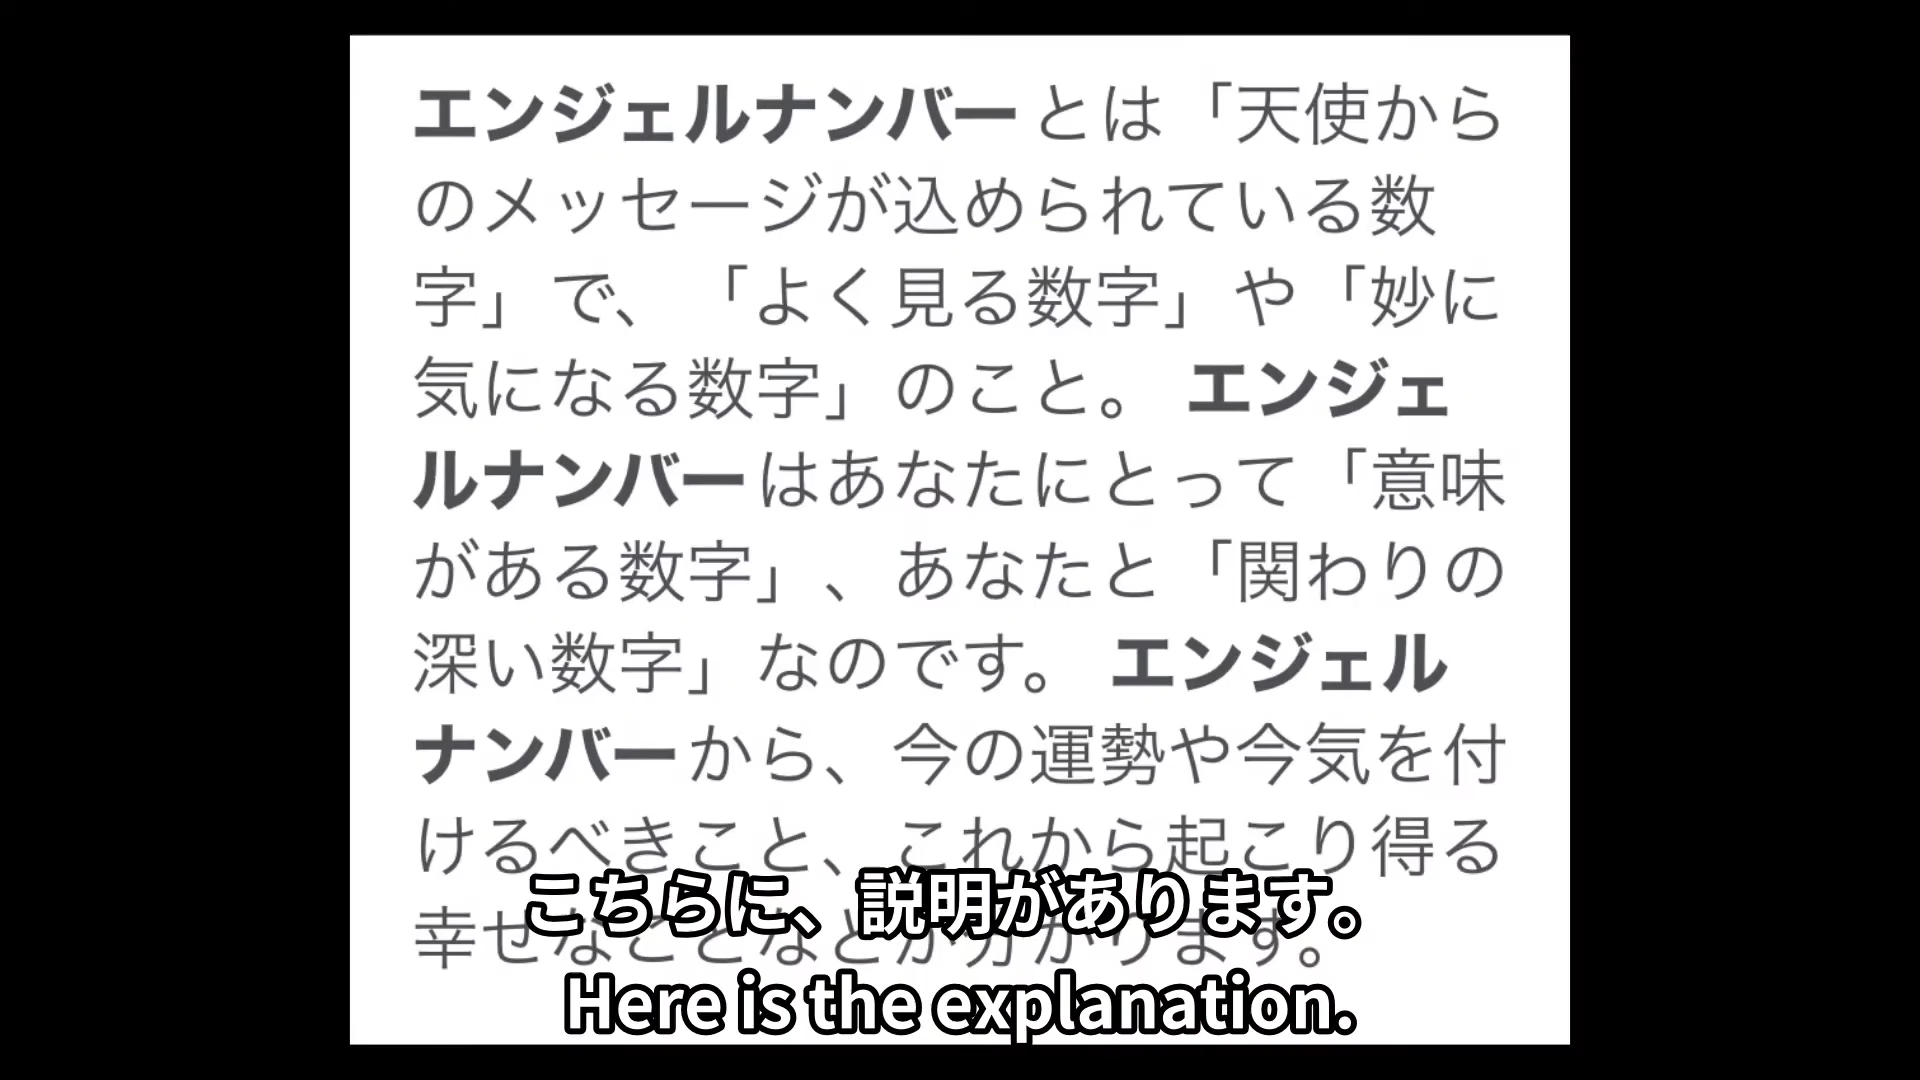 エンジェルナンバーとは「天使から
のメッセージが込められている数
字」で、「よく見る数字」や「妙に
気になる数字」のこと。エンジェ
ルナンバーはあなたにとって「意味
がある数字」、あなたと「関わりの
深い数字」なのです。エンジェル
ナンバーから、今の運勢や今気を付
けるべきこと、これから起こり得る
幸せなことなどが分かります。
こちらに、説明があります。
Here is the explanation.